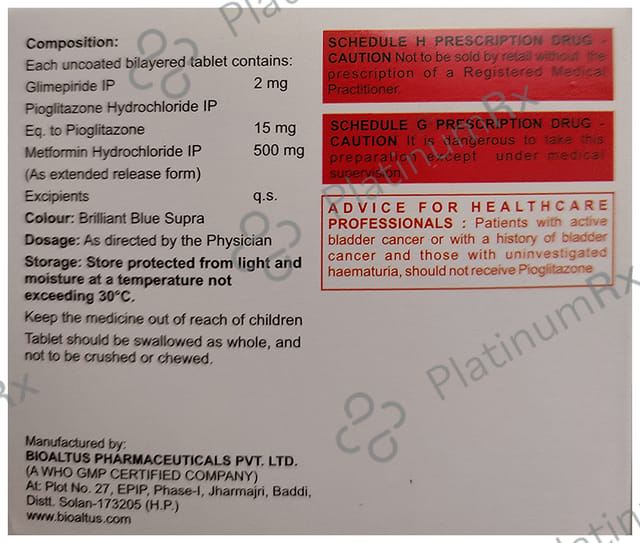 Composition:
Each uncoated bilayered tablet contains:
Glimepiride IP 2 mg
Pioglitazone Hydrochloride IP
Eq. to Pioglitazone 15 mg
Metformin Hydrochloride IP 500 mg
(As extended release form)
Excipients q.s.
Colour: Brilliant Blue Supra
Dosage: As directed by the Physician
Storage: Store protected from light and
moisture at a temperature not
exceeding 30°C.
Keep the medicine out of reach of children
Tablet should be swallowed as whole, and
not to be crushed or chewed.
Manufactured by:
BIOALTUS PHARMACEUTICALS PVT. LTD.
(A WHO GMP CERTIFIED COMPANY)
At: Plot No. 27, EPIP, Phase-I, Jharmajri, Baddi,
Distt. Solan-173205 (H.P.)
www.bioaltus.com
SCHEDULE H PRESCRIPTION DRUG -
CAUTION Not to be sold by retail without the
prescription of a Registered Medical
Practitioner.
SCHEDULE G PRESCRIPTION DRUG -
CAUTION It is dangerous to take this
preparation except under medical
supervision
ADVICE FOR HEALTHCARE
PROFESSIONALS : Patients with active
bladder cancer or with a history of bladder
cancer and those with uninvestigated
haematuria, should not receive Pioglitazone
PlatinumRx
PlatinumRx
PlatinumRx